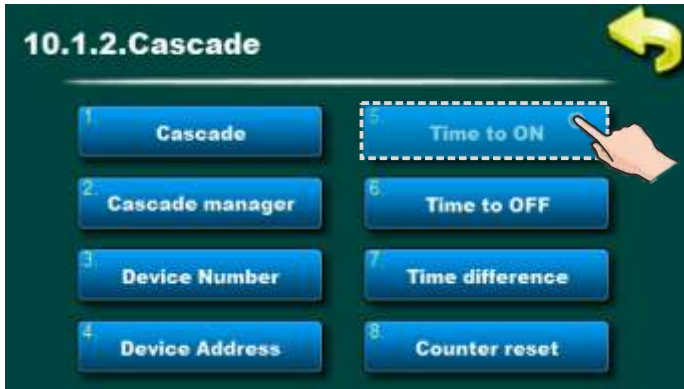 10.1.2.Cascade
1. Cascade
2. Cascade manager
3. Device Number
4. Device Address
5. Time to ON
6. Time to OFF
7. Time difference
8. Counter reset